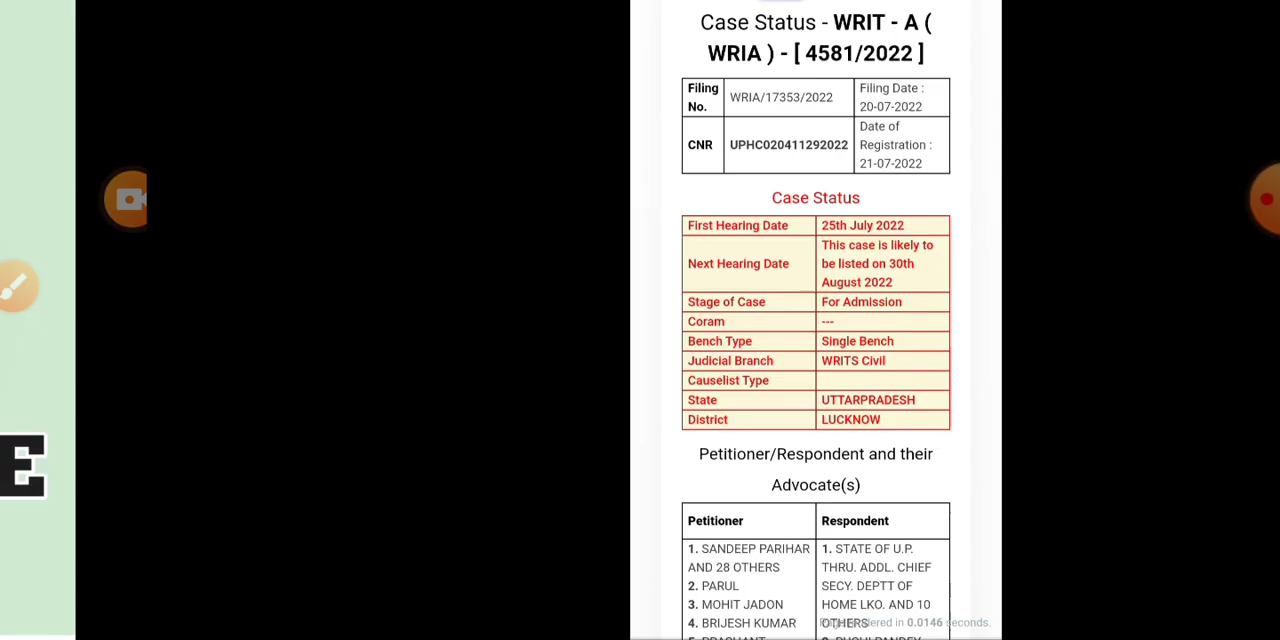 Case Status - WRIT - A (
WRIA ) - [ 4581/2022 ]
Filing No. WRIA/17353/2022 Filing Date : 20-07-2022
CNR UPHC020411292022 Date of Registration : 21-07-2022
Case Status
First Hearing Date 25th July 2022
Next Hearing Date This case is likely to be listed on 30th August 2022
Stage of Case For Admission
Coram ---
Bench Type Single Bench
Judicial Branch WRITS Civil
Causelist Type
State UTTARPRADESH
District LUCKNOW
Petitioner/Respondent and their
Advocate(s)
Petitioner Respondent
1. SANDEEP PARIHAR 1. STATE OF U.P.
AND 28 OTHERS THRU. ADDL. CHIEF
2. PARUL SECY. DEPTT OF
3. MOHIT JADON HOME LKO. AND 10
4. BRIJESH KUMAR OTHERS
rendered in 0.0146 seconds.
E